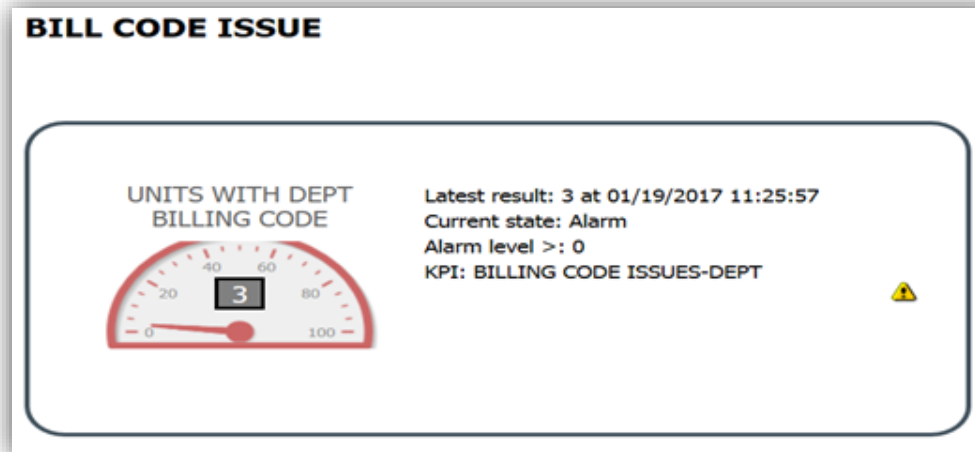 BILL CODE ISSUE
UNITS WITH DEPT
BILLING CODE
0
20
40
60
80
100
3
Latest result: 3 at 01/19/2017 11:25:57
Current state: Alarm
Alarm level >: 0
KPI: BILLING CODE ISSUES-DEPT